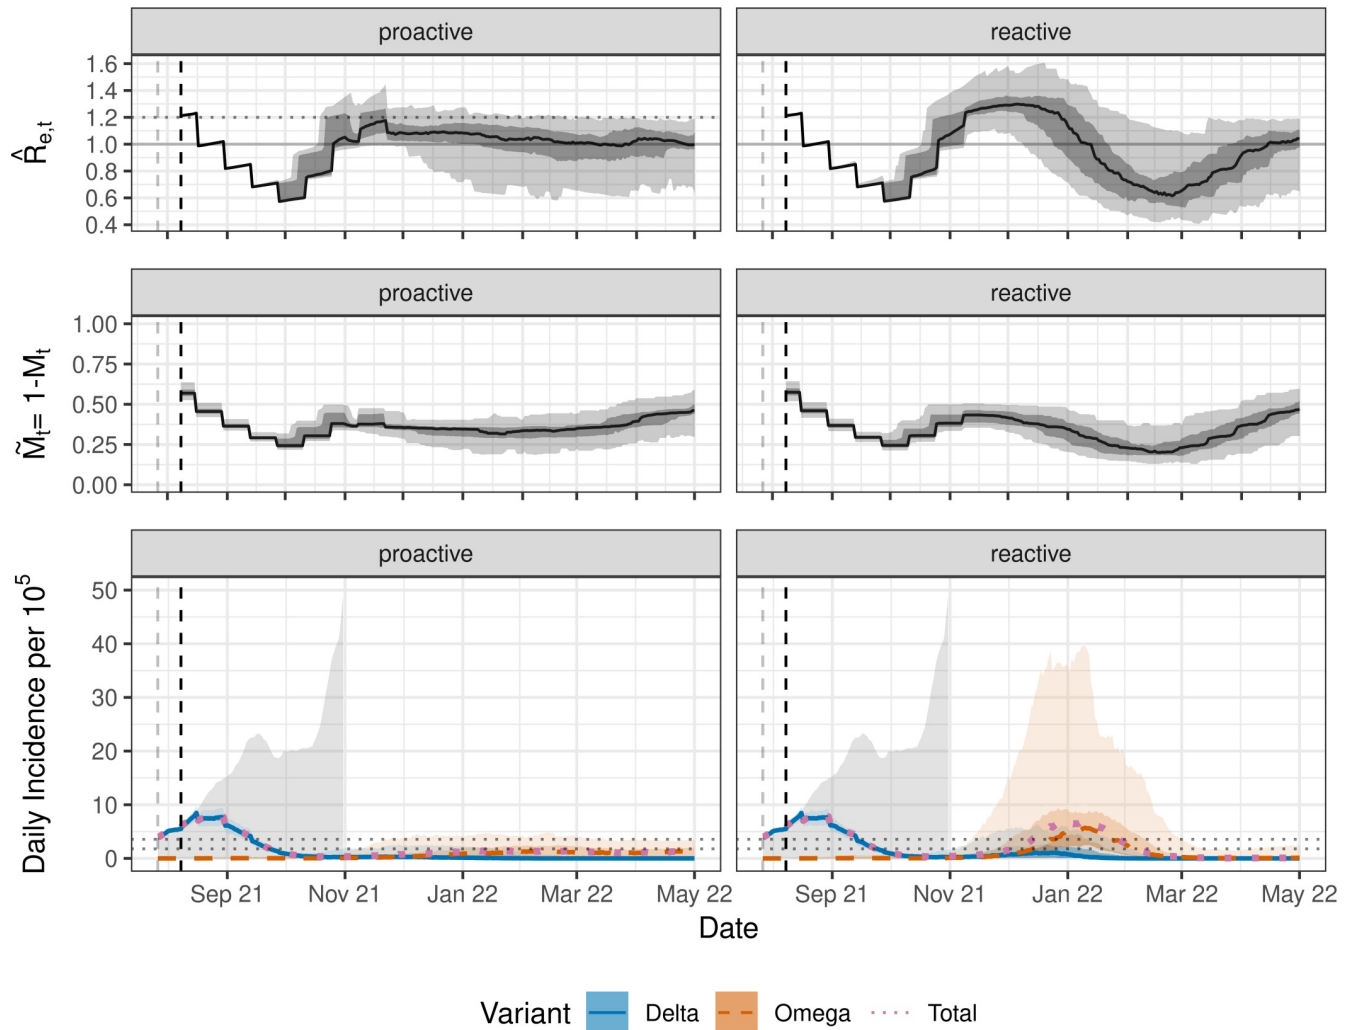 proactive
reactive
1.6
1.4
1.2
1.0
0.8
0.6
0.4
R̂e,t
proactive
reactive
1.00
0.75
0.50
0.25
0.00
M̃t= 1-Mt
proactive
reactive
50
40
30
20
10
0
Daily Incidence per 10⁵
Sep 21 Nov 21 Jan 22 Mar 22 May 22
Sep 21 Nov 21 Jan 22 Mar 22 May 22
Date
Variant Delta Omega Total